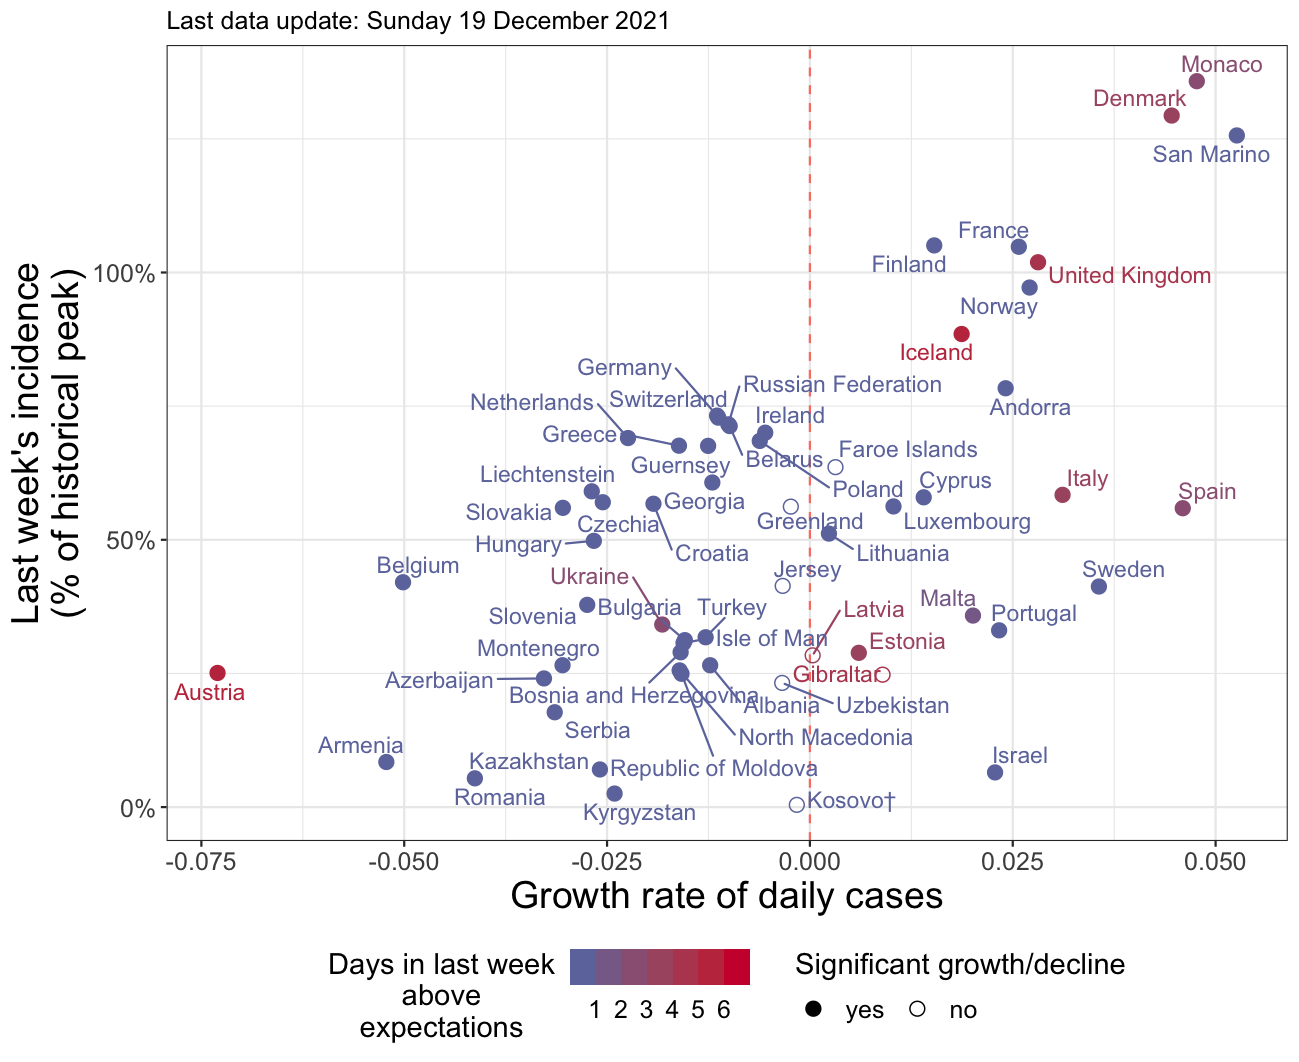 Last data update: Sunday 19 December 2021
Monaco
Denmark
San Marino
France
Finland
United Kingdom
Norway
Iceland
Germany
Russian Federation
Netherlands
Switzerland
Andorra
Ireland
Greece
Faroe Islands
Guernsey
Belarus
Liechtenstein
Italy
Cyprus
Poland
Spain
Slovakia
Georgia
Czechia
Greenland
Luxembourg
Hungary
Croatia
Lithuania
Belgium
Jersey
Sweden
Ukraine
Malta
Slovenia
Bulgaria
Turkey
Latvia
Portugal
Isle of Man
Estonia
Montenegro
Gibraltar
Azerbaijan
Austria
Bosnia and Herzegovina
Albania
Uzbekistan
Serbia
North Macedonia
Armenia
Israel
Kazakhstan
Republic of Moldova
Romania
Kosovo†
Kyrgyzstan
100%
50%
0%
Last week's incidence
(% of historical peak)
-0.075
-0.050
-0.025
0.000
0.025
0.050
Growth rate of daily cases
Days in last week
above
expectations
1 2 3 4 5 6
Significant growth/decline
yes
no